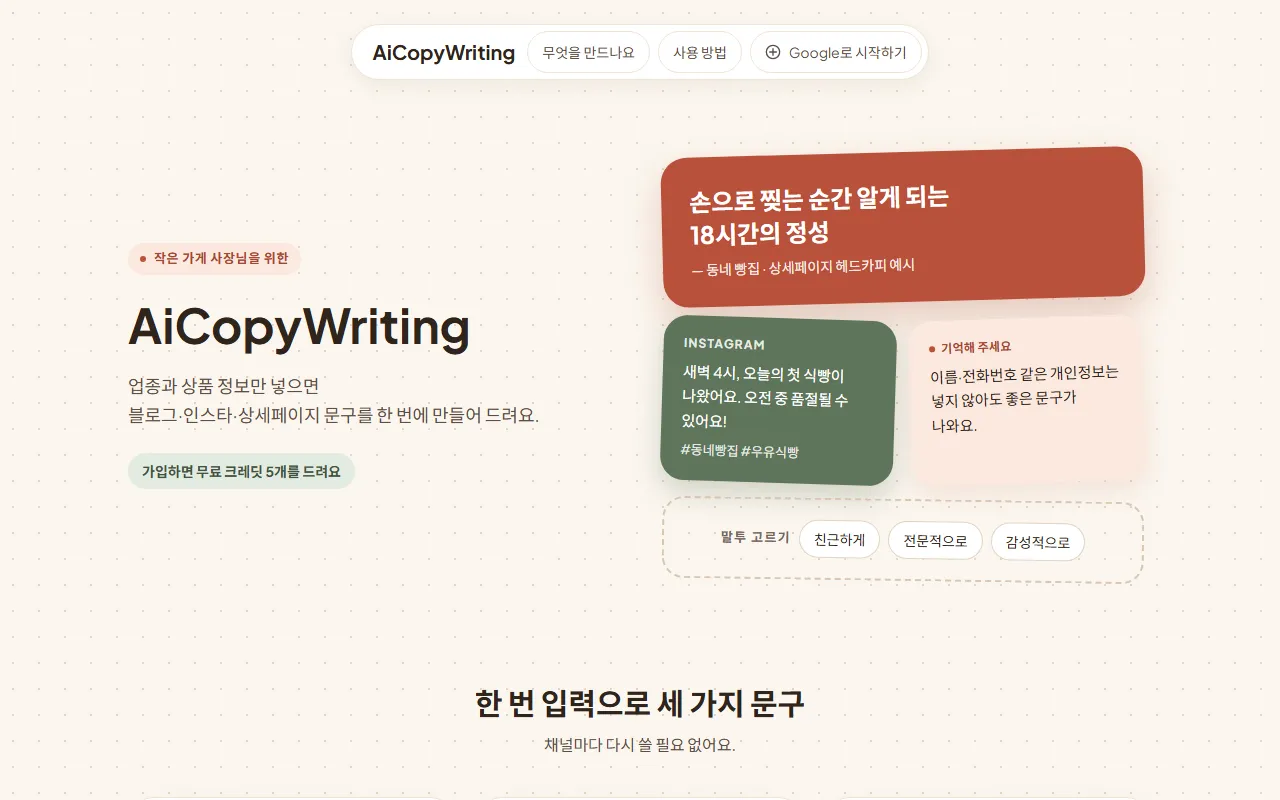 AiCopyWriting
무엇을 만드나요
사용 방법
Google로 시작하기
작은 가게 사장님을 위한
AiCopyWriting
업종과 상품 정보만 넣으면
블로그·인스타·상세페이지 문구를 한 번에 만들어 드려요.
가입하면 무료 크레딧 5개를 드려요
손으로 찢는 순간 알게 되는
18시간의 정성
— 동네 빵집 · 상세페이지 헤드카피 예시
INSTAGRAM
새벽 4시, 오늘의 첫 식빵이
나왔어요. 오전 중 품절될 수
있어요!
#동네빵집 #우유식빵
기억해 주세요
이름·전화번호 같은 개인정보는
넣지 않아도 좋은 문구가
나와요.
말투 고르기
친근하게
전문적으로
감성적으로
한 번 입력으로 세 가지 문구
채널마다 다시 쓸 필요 없어요.